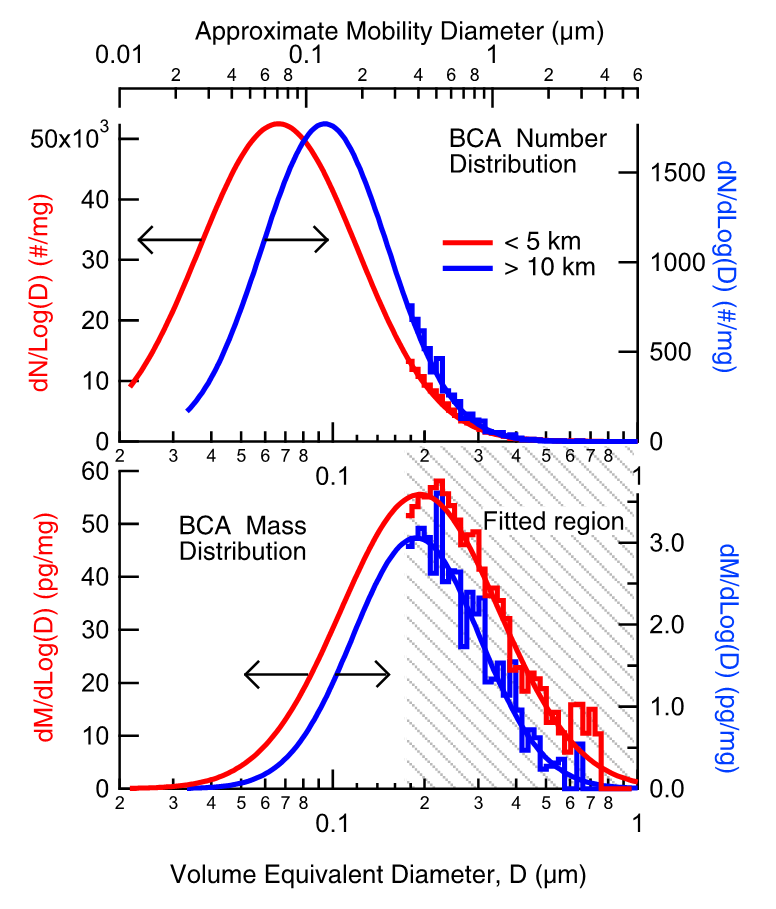 Approximate Mobility Diameter (µm)
0.01 0.1 1
2 4 6 8 2 4 6 8 2 4 6
50x10³
40
30
20
10
0
dN/Log(D) (#/mg)
BCA Number
Distribution
< 5 km
> 10 km
1500
1000
500
0
dN/dLog(D) (#/mg)
2 3 4 5 6 7 8 2 3 4 5 6 7 8
0.1 1
60
50
40
30
20
10
0
dM/dLog(D) (pg/mg)
BCA Mass
Distribution
Fitted region
3.0
2.0
1.0
0.0
dM/dLog(D) (pg/mg)
2 3 4 5 6 7 8 2 3 4 5 6 7 8
0.1 1
Volume Equivalent Diameter, D (µm)